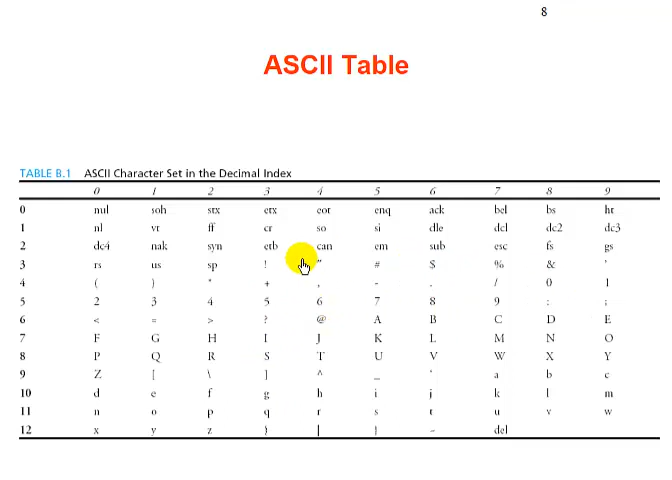 8
ASCII Table
TABLE B.1 ASCII Character Set in the Decimal Index
0 1 2 3 4 5 6 7 8 9
0 nul soh stx etx eot enq ack bel bs ht
1 nl vt ff cr so si dle dcl dc2 dc3
2 dc4 nak syn etb can em sub esc fs gs
3 rs us sp ! " # $ % & '
4 ( ) * + , - . / 0 1
5 2 3 4 5 6 7 8 9 : ;
6 < = > ? @ A B C D E
7 F G H I J K L M N O
8 P Q R S T U V W X Y
9 Z [ \ ] ^ _ ' a b c
10 d e f g h i j k l m
11 n o p q r s t u v w
12 x y z } | } ~ del